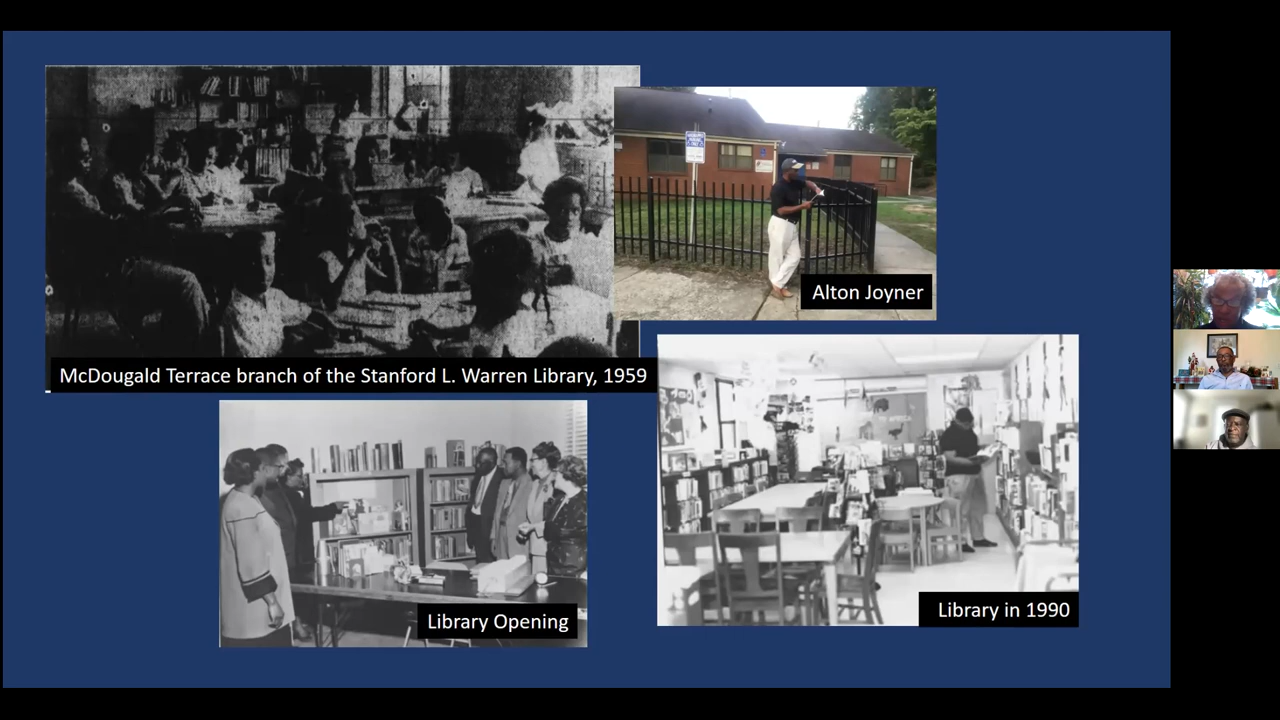 Alton Joyner
McDougald Terrace branch of the Stanford L. Warren Library, 1959
Library Opening
Library in 1990